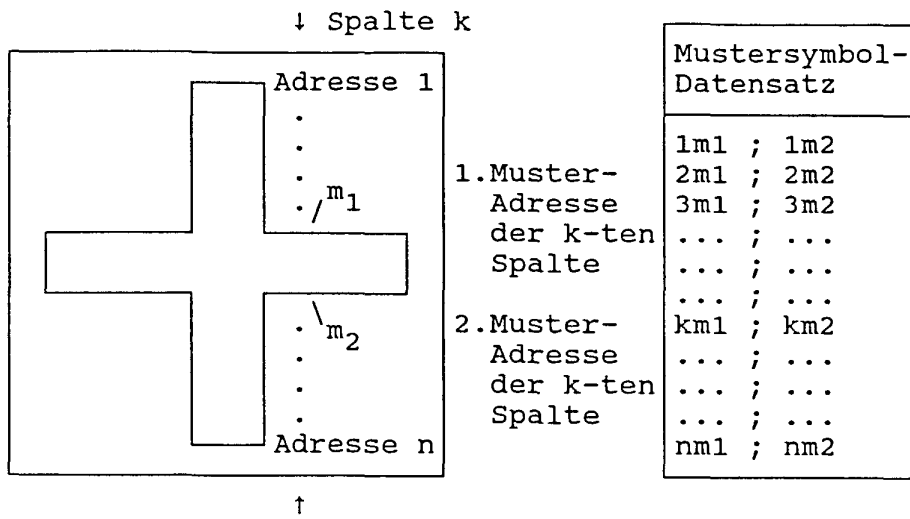 ↓ Spalte k
Adresse 1
.
.
.
.
m1
m2
.
.
.
.
Adresse n
↑
1.Muster-
Adresse
der k-ten
Spalte
2.Muster-
Adresse
der k-ten
Spalte
Mustersymbol-
Datensatz
1m1 ; 1m2
2m1 ; 2m2
3m1 ; 3m2
... ; ...
... ; ...
... ; ...
km1 ; km2
... ; ...
... ; ...
... ; ...
nm1 ; nm2